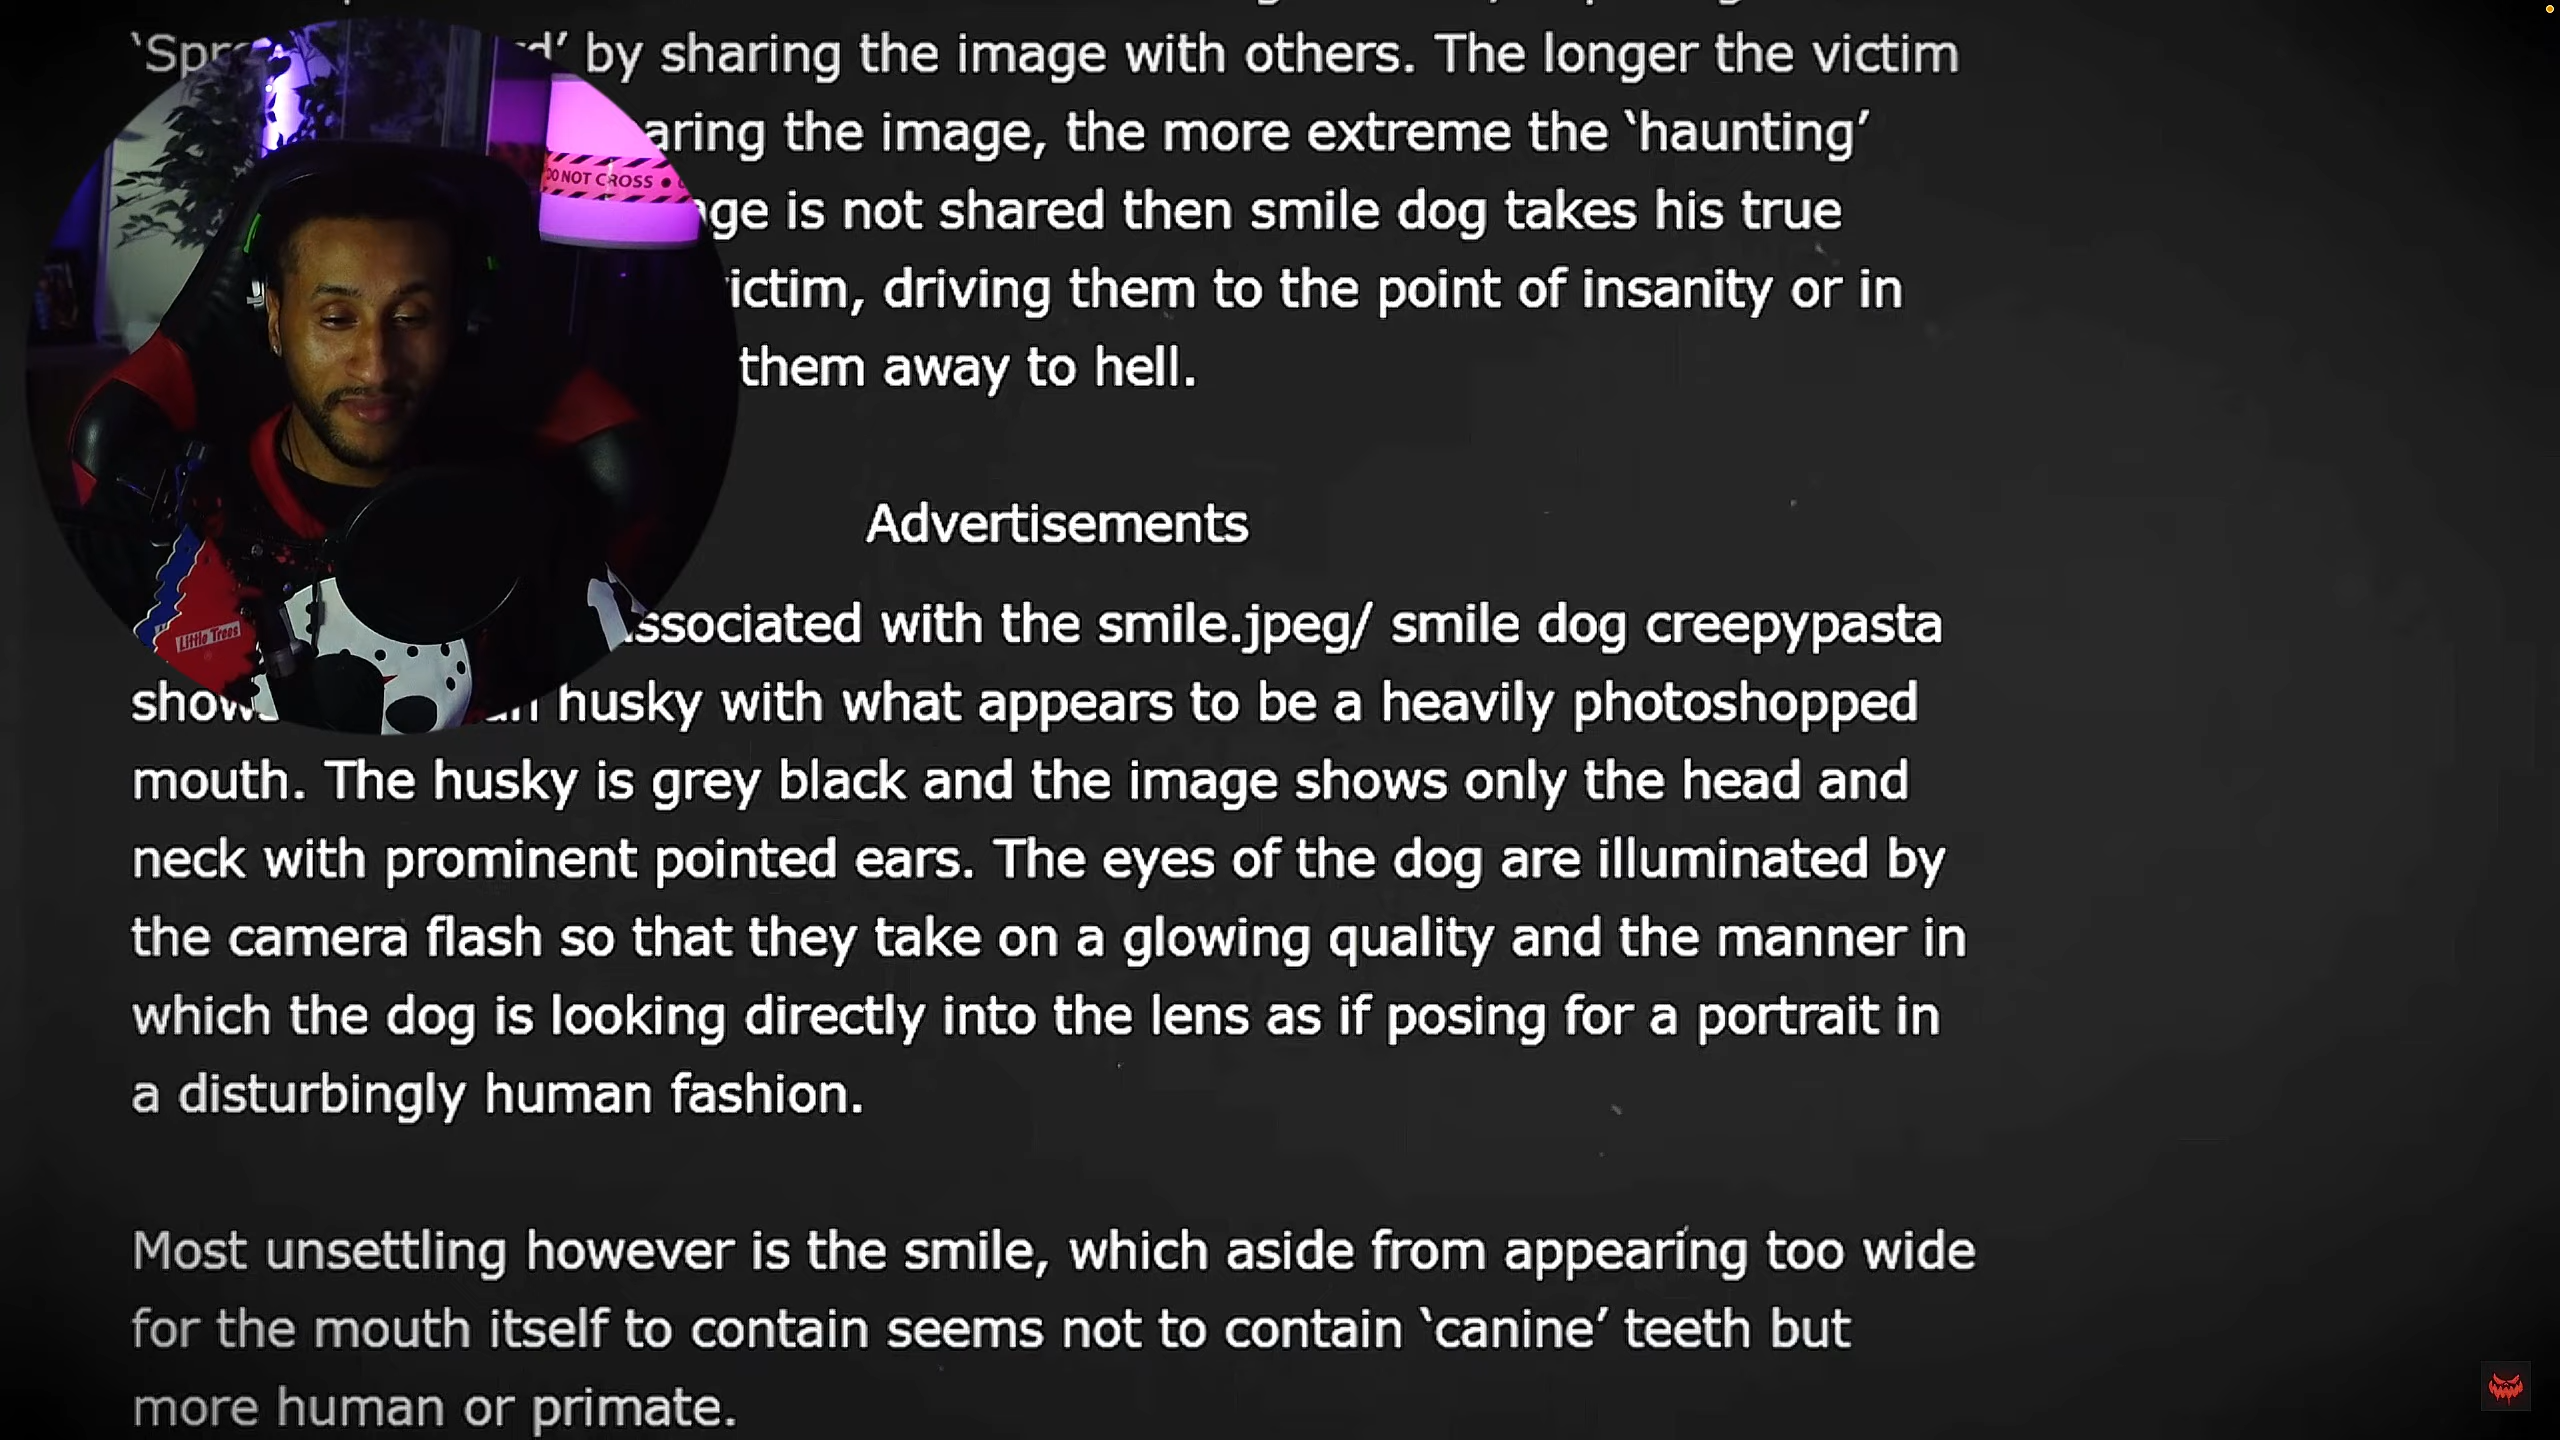 by sharing the image with others. The longer the victim
the image, the more extreme the ‘haunting’
is not shared then smile dog takes his true
driving them to the point of insanity or in
them away to hell.
DO NOT CROSS
Advertisements
with the smile.jpeg/ smile dog creepypasta
Little Trees
husky with what appears to be a heavily photoshopped
mouth. The husky is grey black and the image shows only the head and
neck with prominent pointed ears. The eyes of the dog are illuminated by
the camera flash so that they take on a glowing quality and the manner in
which the dog is looking directly into the lens as if posing for a portrait in
a disturbingly human fashion.
Most unsettling however is the smile, which aside from appearing too wide
for the mouth itself to contain seems not to contain ‘canine’ teeth but
more human or primate.